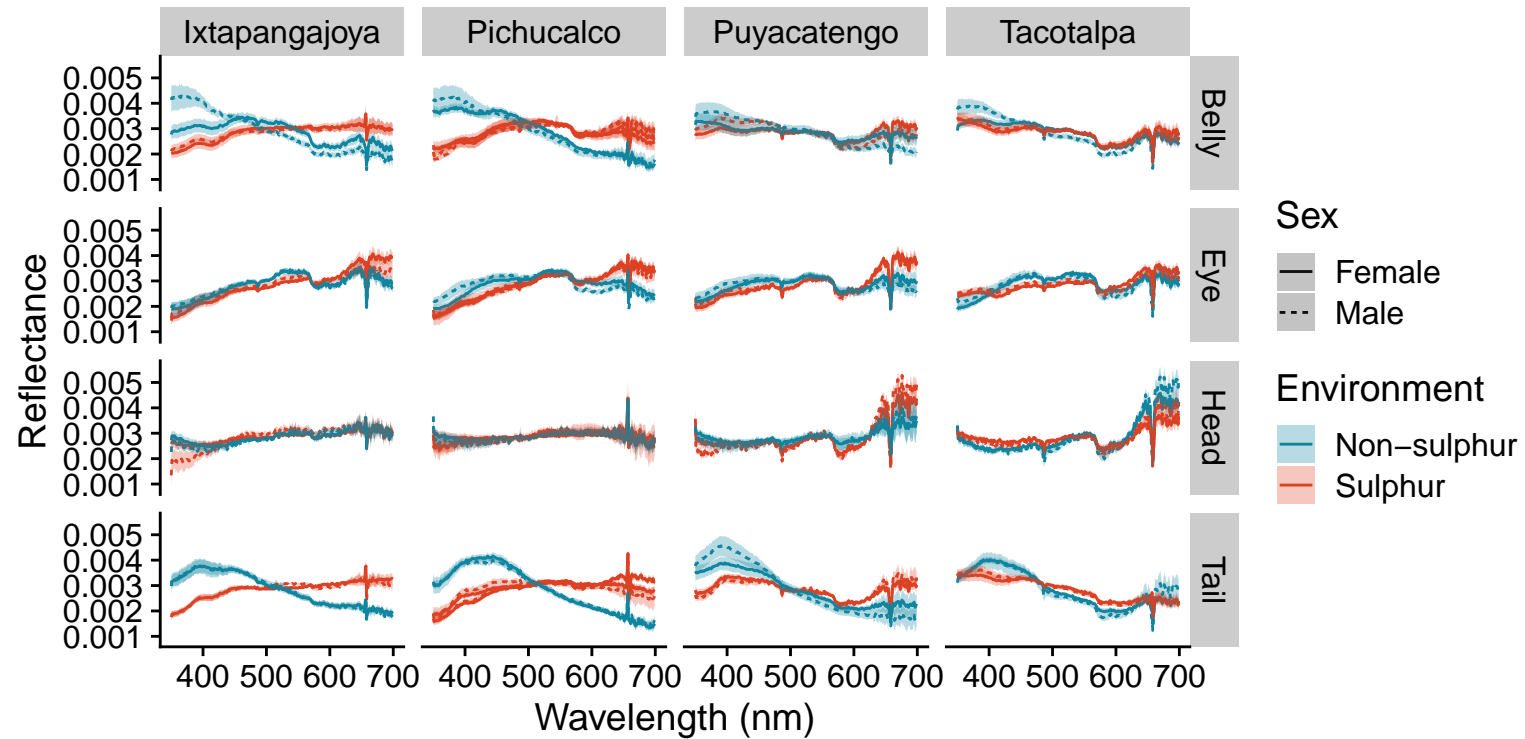 Ixtapangajoya Pichucalco Puyacatengo Tacotalpa
0.005
0.004
0.003
0.002
0.001
Belly
0.005
0.004
0.003
0.002
0.001
Eye
0.005
0.004
0.003
0.002
0.001
Head
0.005
0.004
0.003
0.002
0.001
Tail
Reflectance
400 500 600 700 400 500 600 700 400 500 600 700 400 500 600 700
Wavelength (nm)
Sex
Female
Male
Environment
Non−sulphur
Sulphur